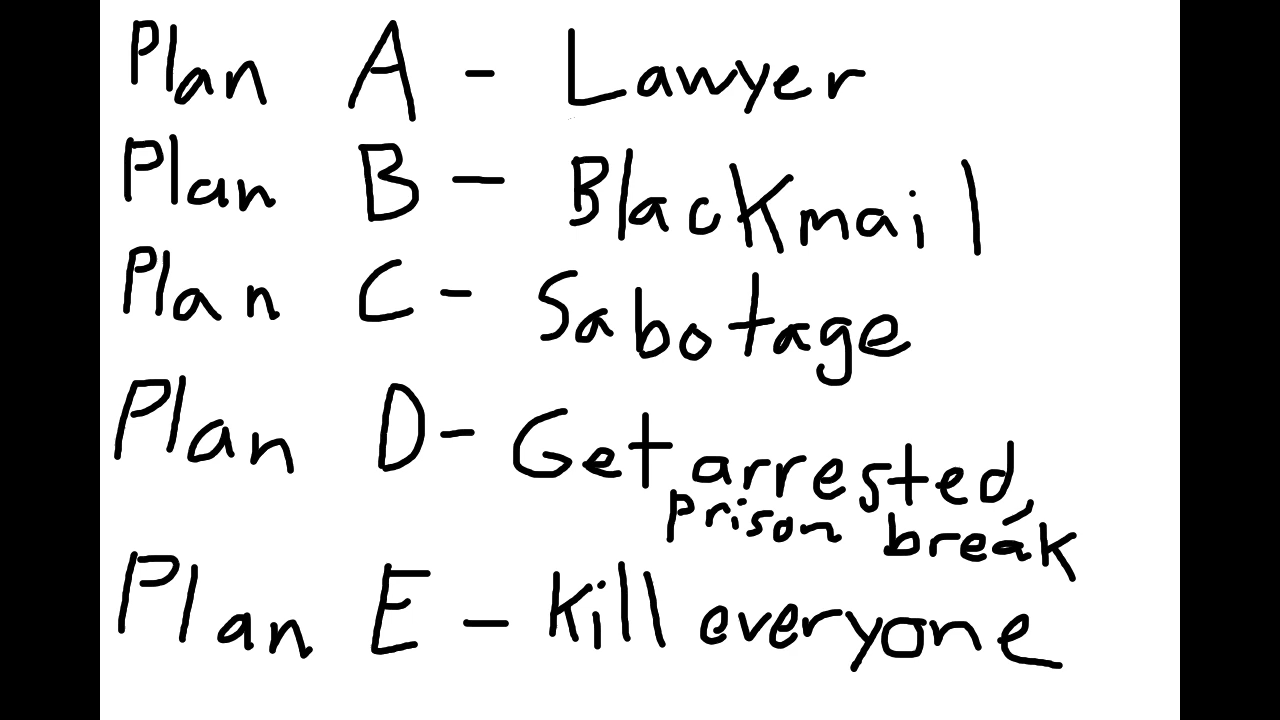 Plan A - Lawyer
Plan B - Blackmail
Plan C - Sabotage
Plan D - Get arrested,
prison break
Plan E - Kill everyone